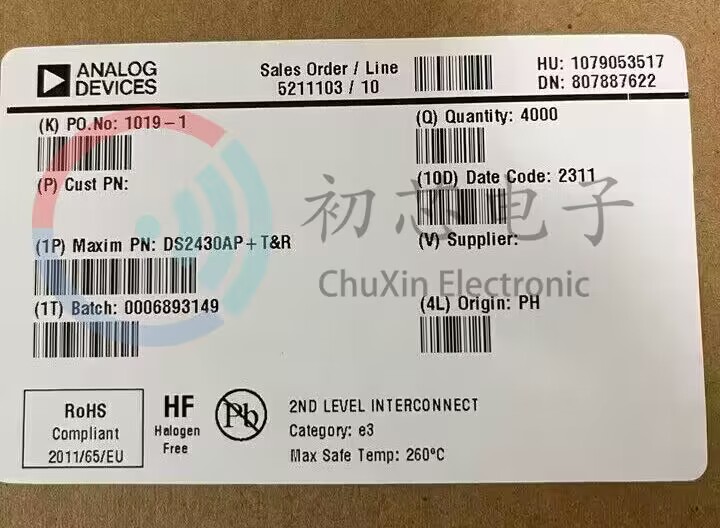 ANALOG
DEVICES
Sales Order / Line
5211103 / 10
HU: 1079053517
DN: 807887622
(K) PO.No: 1019-1
(Q) Quantity: 4000
(P) Cust PN:
(10D) Date Code: 2311
初芯电子
(1P) Maxim PN: DS2430AP+T&R
(V) Supplier:
ChuXin Electronic
(1T) Batch: 0006893149
(4L) Origin: PH
RoHS
Compliant
2011/65/EU
HF
Halogen
Free
Pb
2ND LEVEL INTERCONNECT
Category: e3
Max Safe Temp: 260ºC